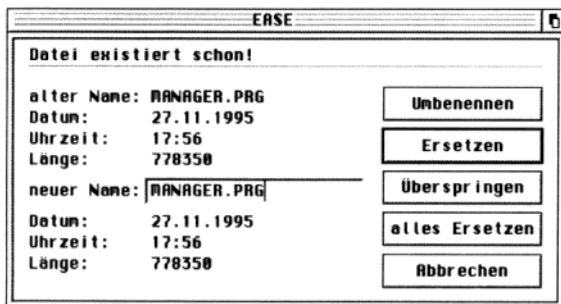 EASE
Datei existiert schon!
alter Name: MANAGER.PRG
Datum: 27.11.1995
Uhrzeit: 17:56
Länge: 778350
neuer Name: MANAGER.PRG
Datum: 27.11.1995
Uhrzeit: 17:56
Länge: 778350
Umbenennen
Ersetzen
Überspringen
alles Ersetzen
Abbrechen